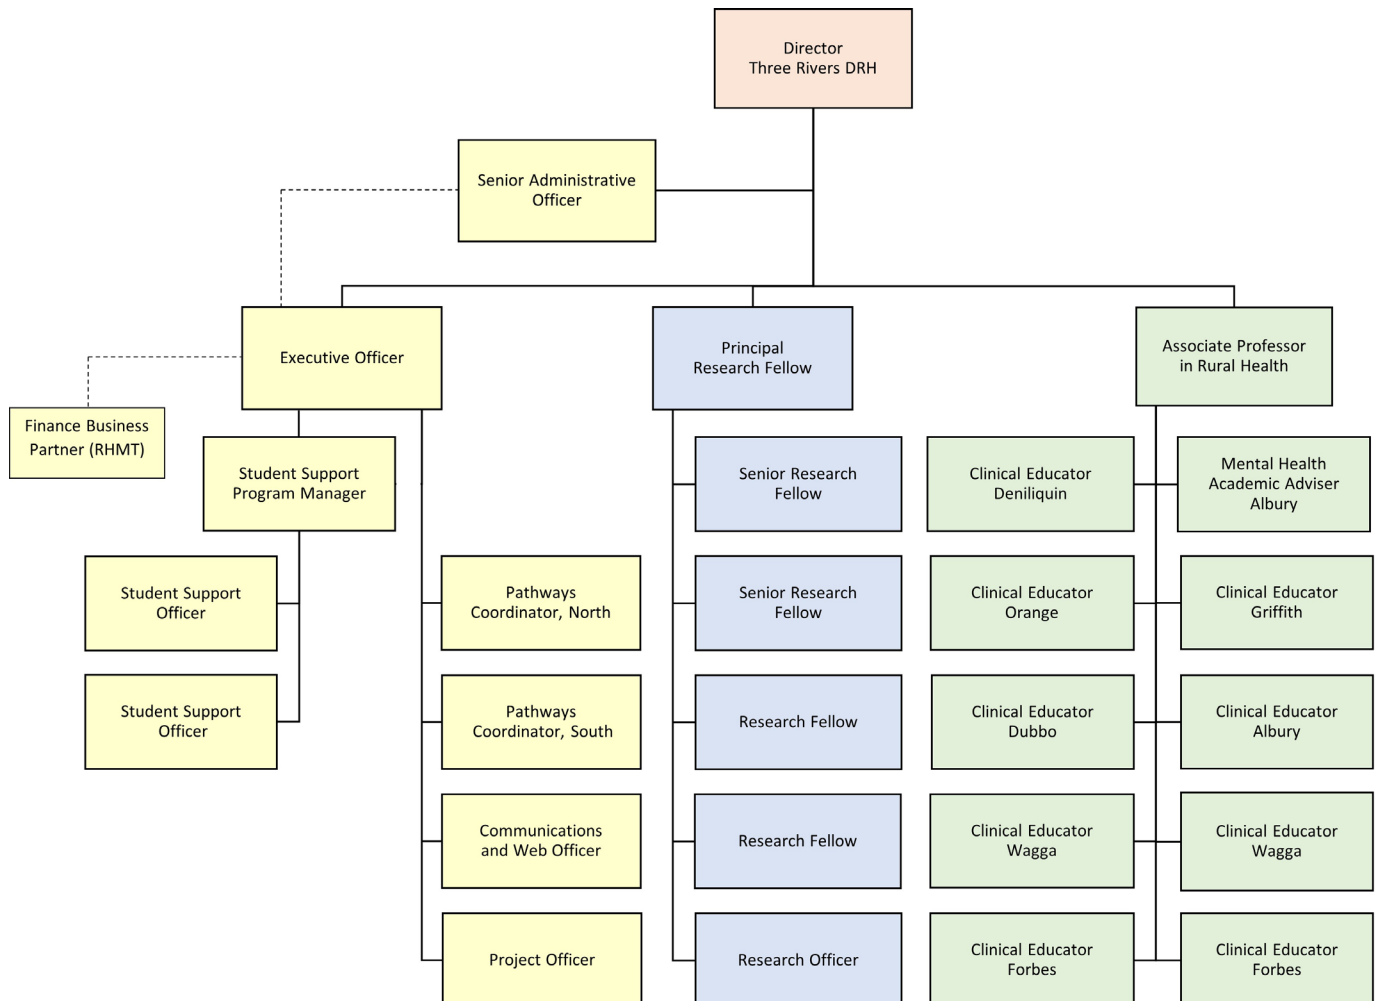 Director
Three Rivers DRH
Senior Administrative
Officer
Executive Officer
Principal
Research Fellow
Associate Professor
in Rural Health
Finance Business
Partner (RHMT)
Student Support
Program Manager
Senior Research
Fellow
Clinical Educator
Deniliquin
Mental Health
Academic Adviser
Albury
Student Support
Officer
Pathways
Coordinator, North
Senior Research
Fellow
Clinical Educator
Orange
Clinical Educator
Griffith
Student Support
Officer
Pathways
Coordinator, South
Research Fellow
Clinical Educator
Dubbo
Clinical Educator
Albury
Communications
and Web Officer
Research Fellow
Clinical Educator
Wagga
Clinical Educator
Wagga
Project Officer
Research Officer
Clinical Educator
Forbes
Clinical Educator
Forbes